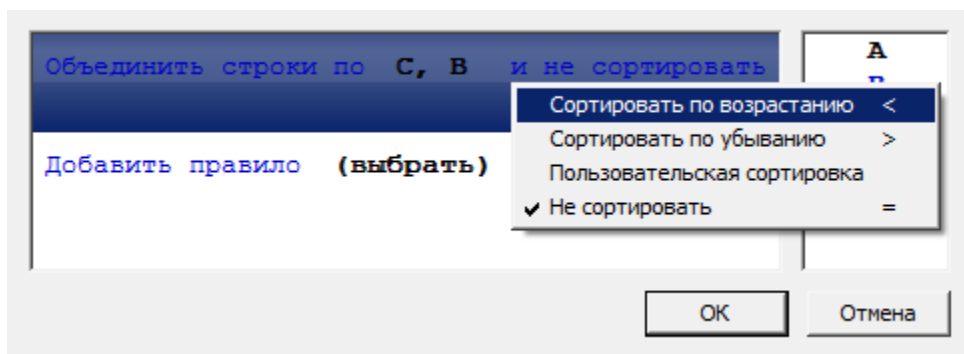 Объединить строки по C, B и не сортировать
A
B
Сортировать по возрастанию <
Сортировать по убыванию >
Добавить правило (выбрать)
Пользовательская сортировка
Не сортировать =
OK
Отмена